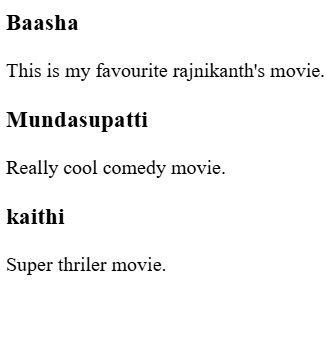 Baasha
This is my favourite rajnikanth's movie.
Mundasupatti
Really cool comedy movie.
kaithi
Super thriler movie.